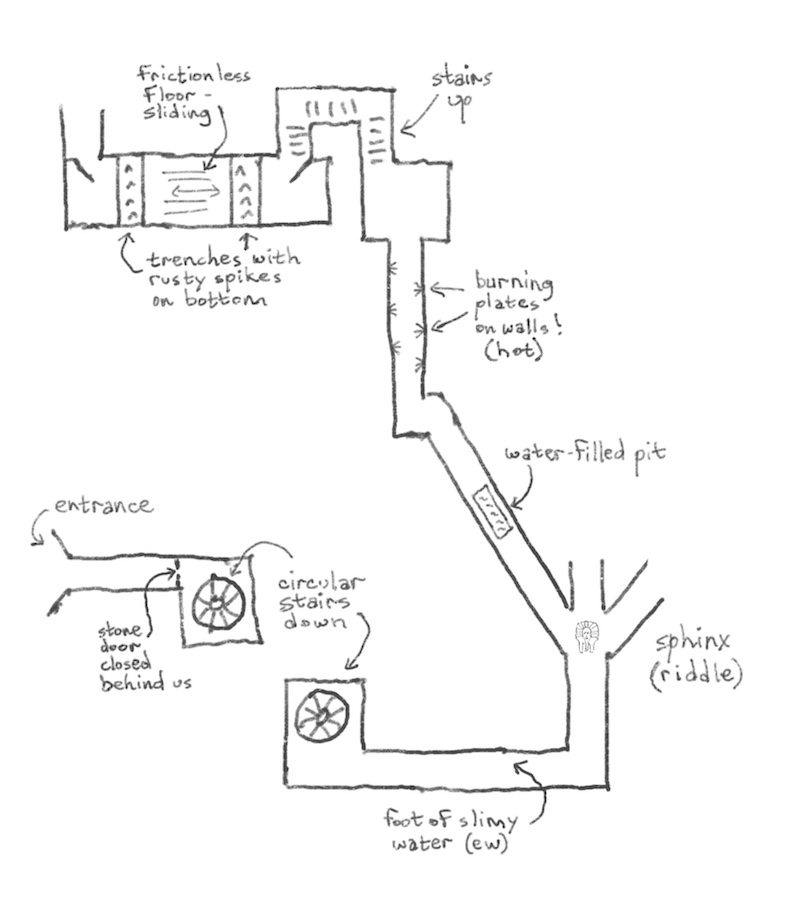 frictionless
floor -
sliding
stairs
up
trenches with
rusty spikes
on bottom
burning
plates
on walls!
(hot)
water-filled pit
entrance
circular
stairs
down
stone
door
closed
behind us
sphinx
(riddle)
foot of slimy
water (ew)